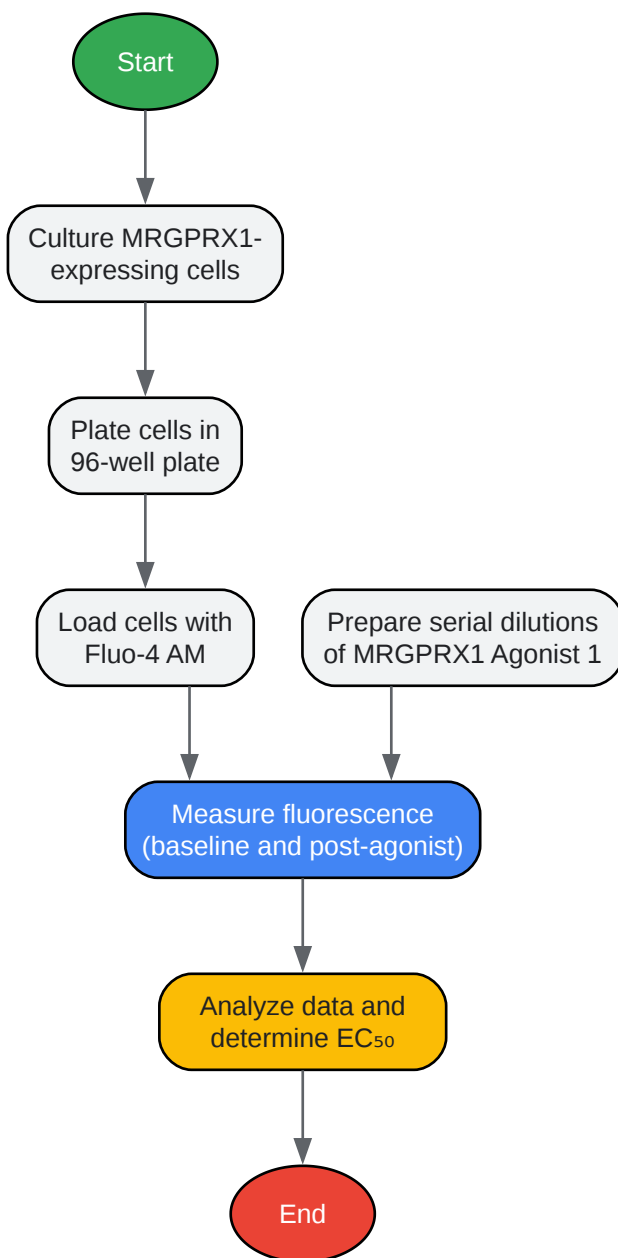 Start
Culture MRGPRX1-
expressing cells
Plate cells in
96-well plate
Load cells with
Fluo-4 AM
Prepare serial dilutions
of MRGPRX1 Agonist 1
Measure fluorescence
(baseline and post-agonist)
Analyze data and
determine EC₅₀
End